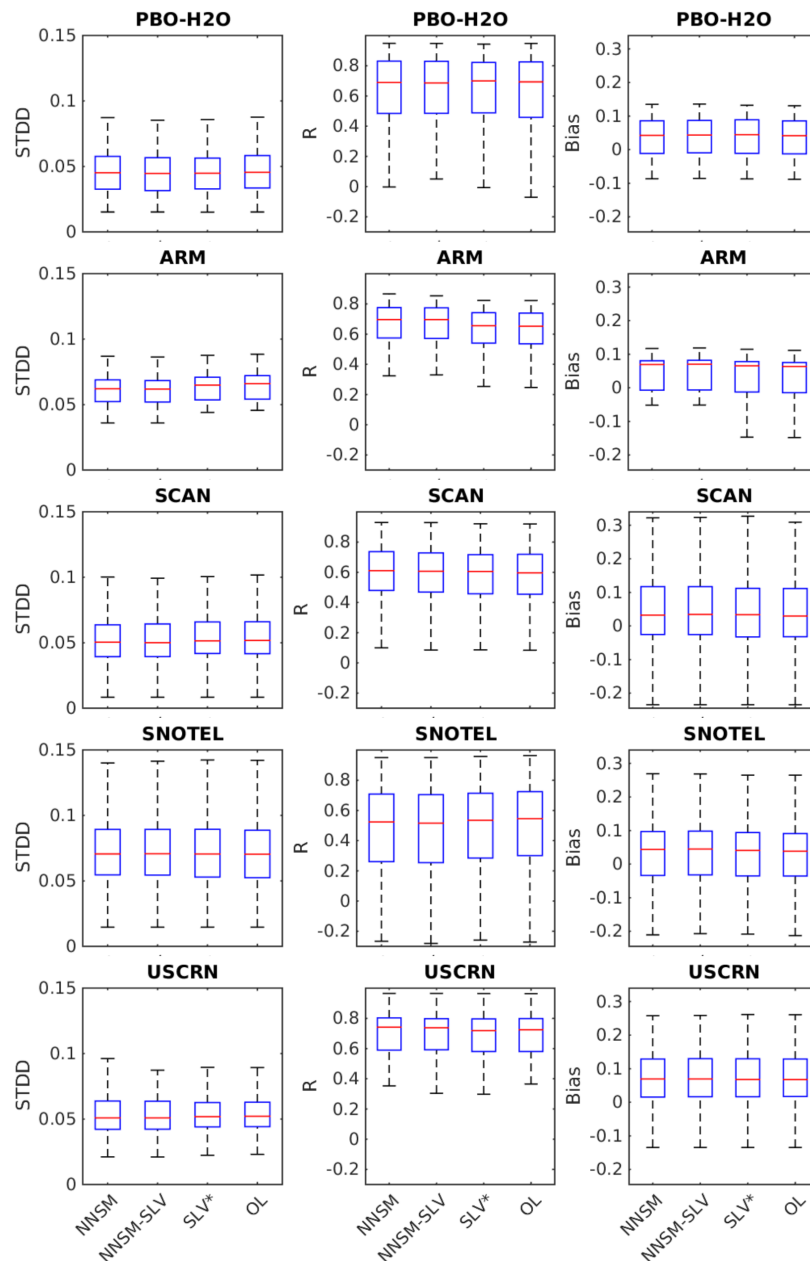 PBO-H2O PBO-H2O PBO-H2O
0.15 0.1 0.05 0 STDD
0.8 0.6 0.4 0.2 0 -0.2 R
0.3 0.2 0.1 0 -0.1 -0.2 Bias
ARM ARM ARM
0.15 0.1 0.05 0 STDD
0.8 0.6 0.4 0.2 0 -0.2 R
0.3 0.2 0.1 0 -0.1 -0.2 Bias
SCAN SCAN SCAN
0.15 0.1 0.05 0 STDD
0.8 0.6 0.4 0.2 0 -0.2 R
0.3 0.2 0.1 0 -0.1 -0.2 Bias
SNOTEL SNOTEL SNOTEL
0.15 0.1 0.05 0 STDD
0.8 0.6 0.4 0.2 0 -0.2 R
0.3 0.2 0.1 0 -0.1 -0.2 Bias
USCRN USCRN USCRN
0.15 0.1 0.05 0 STDD
0.8 0.6 0.4 0.2 0 -0.2 R
0.3 0.2 0.1 0 -0.1 -0.2 Bias
NNSM NNSM-SLV SLV* OL NNSM NNSM-SLV SLV* OL NNSM NNSM-SLV SLV* OL